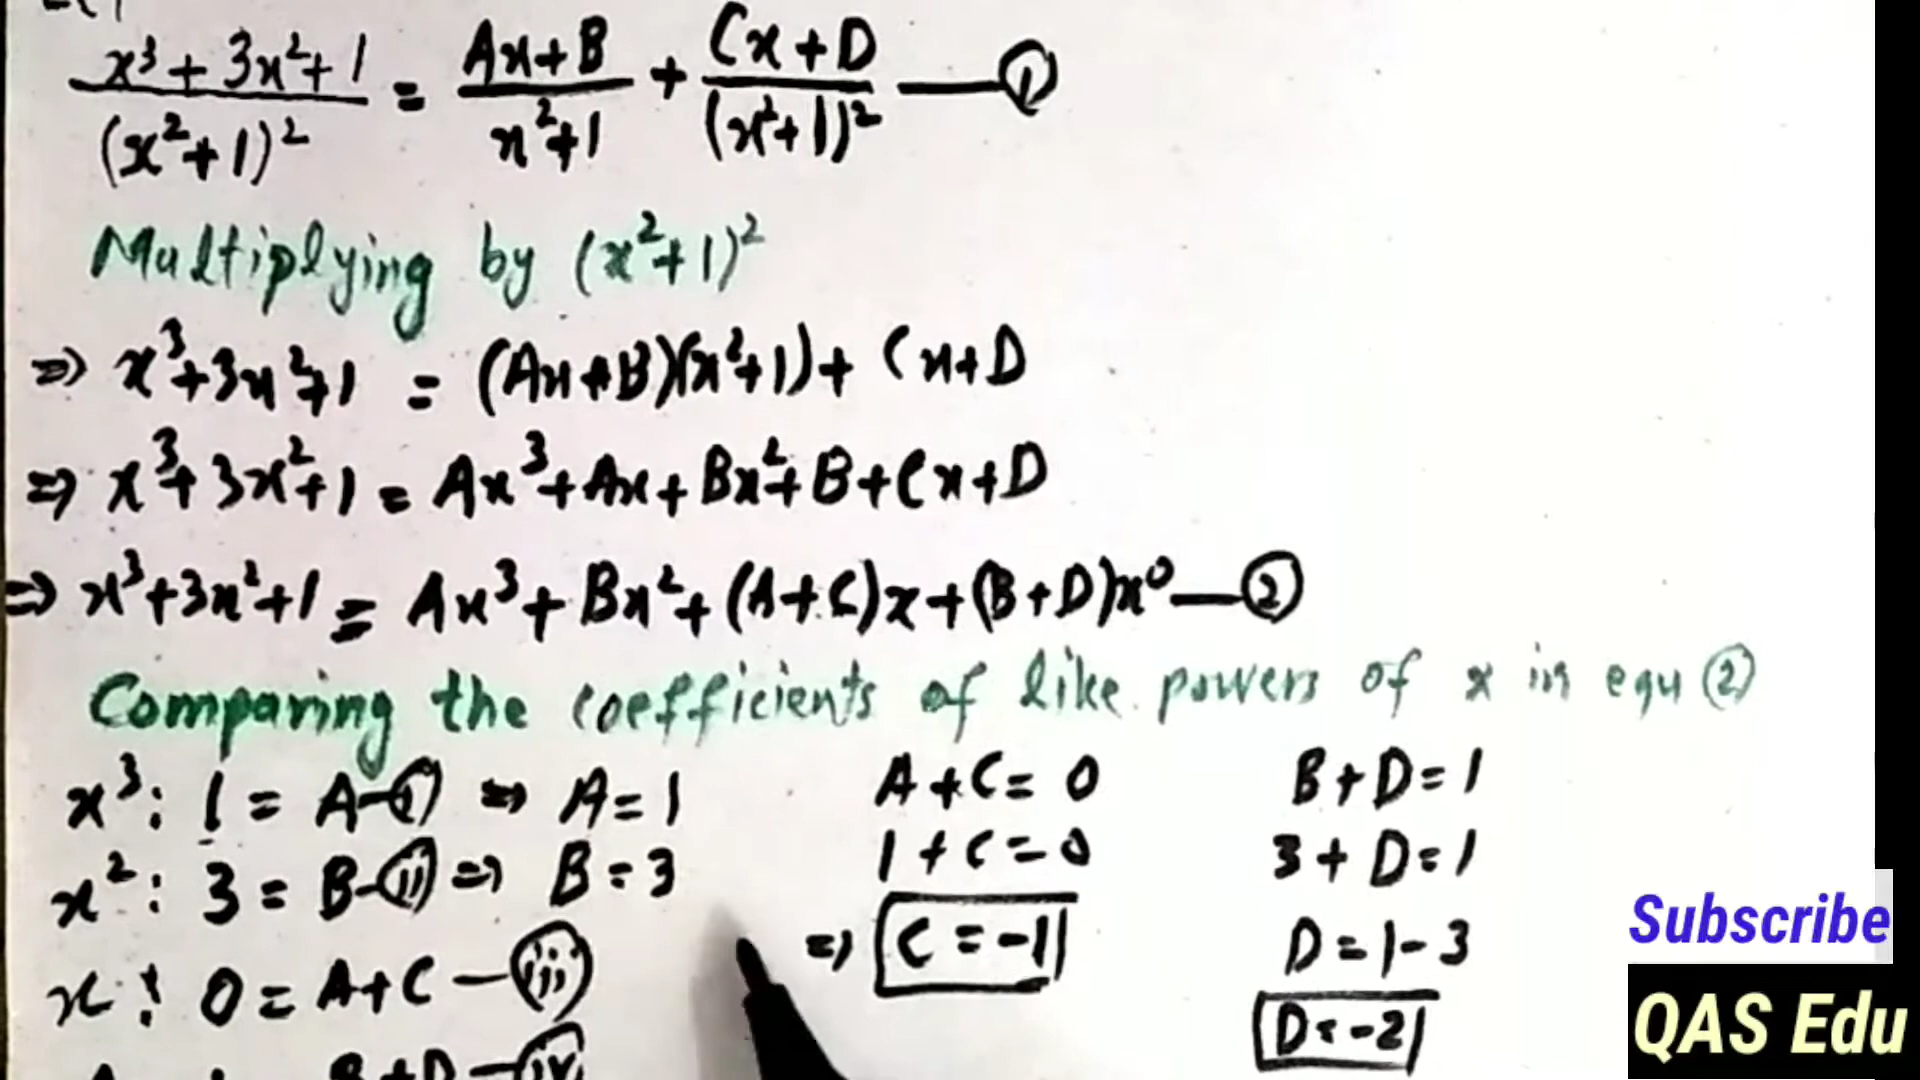 x³ + 3x² + 1 / (x² + 1)² = Ax + B / x² + 1 + Cx + D / (x² + 1)² — ①
Multiplying by (x² + 1)²
⇒ x³ + 3x² + 1 = (Ax + B)(x² + 1) + Cx + D
⇒ x³ + 3x² + 1 = Ax³ + Ax + Bx² + B + Cx + D
⇒ x³ + 3x² + 1 = Ax³ + Bx² + (A + C)x + (B + D)x⁰ — ②
Comparing the coefficients of like powers of x in equ ②
x³ : 1 = A — (i) ⇒ A = 1
x² : 3 = B — (ii) ⇒ B = 3
x : 0 = A + C — (iii)
B + D — (iv)
A + C = 0
1 + C = 0
⇒ C = -1
B + D = 1
3 + D = 1
D = 1 - 3
D = -2
Subscribe
QAS Edu